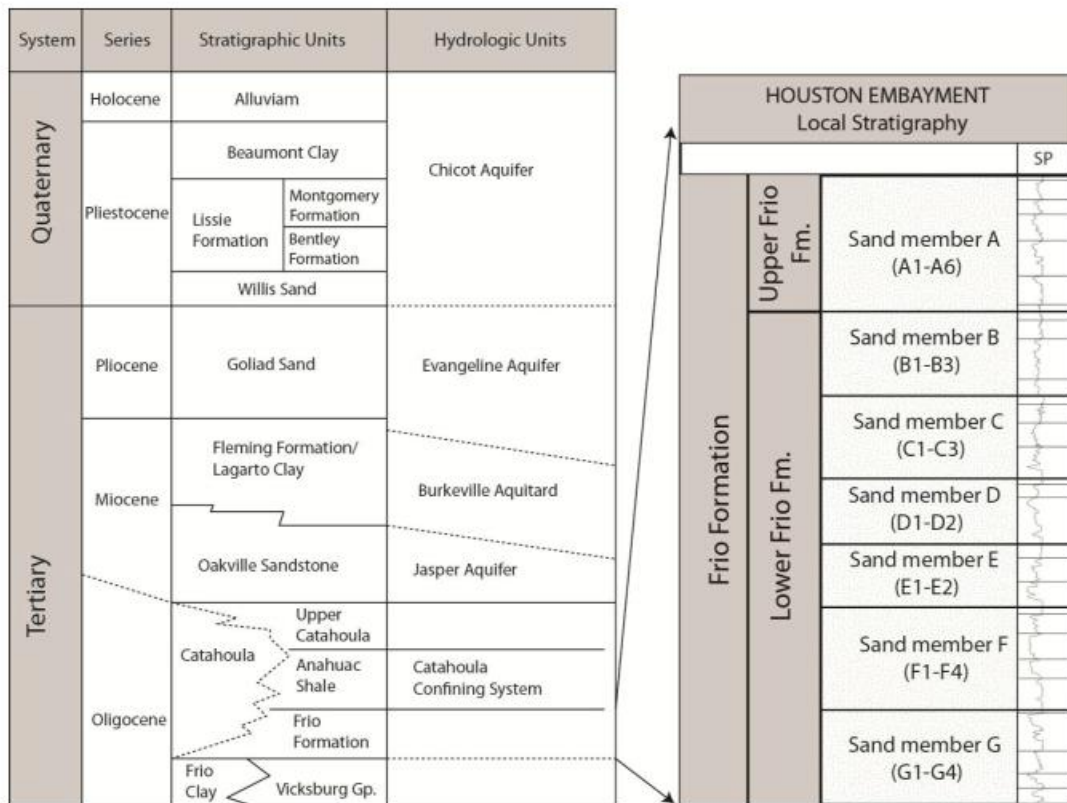 System
Series
Stratigraphic Units
Hydrologic Units
Quaternary
Holocene
Alluviam
Chicot Aquifer
Pliestocene
Beaumont Clay
Lissie
Formation
Montgomery
Formation
Bentley
Formation
Willis Sand
Tertiary
Pliocene
Goliad Sand
Evangeline Aquifer
Miocene
Fleming Formation/
Lagarto Clay
Burkeville Aquitard
Oakville Sandstone
Jasper Aquifer
Oligocene
Catahoula
Upper
Catahoula
Anahuac
Shale
Catahoula
Confining System
Frio
Formation
Frio
Clay
Vicksburg Gp.
HOUSTON EMBAYMENT
Local Stratigraphy
SP
Frio Formation
Upper Frio
Fm.
Sand member A
(A1-A6)
Lower Frio Fm.
Sand member B
(B1-B3)
Sand member C
(C1-C3)
Sand member D
(D1-D2)
Sand member E
(E1-E2)
Sand member F
(F1-F4)
Sand member G
(G1-G4)